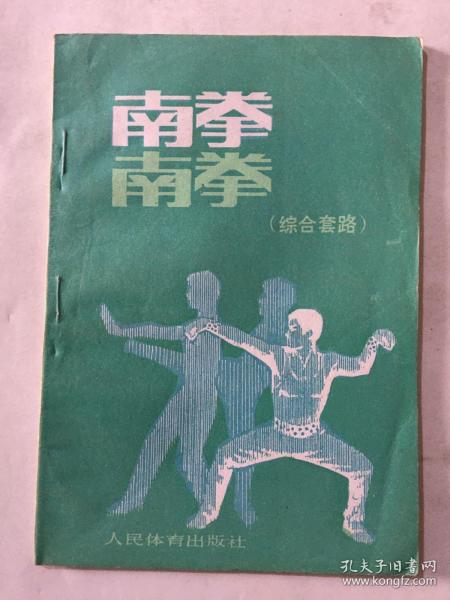 南拳
南拳
（综合套路）
人民体育出版社
孔夫子旧书网
www.kongfz.com